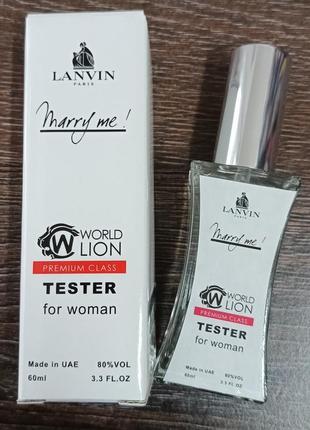 LANVIN
PARIS
Marry me!
W WORLD
LION
PREMIUM CLASS
TESTER
for woman
Made in UAE 80%VOL
60ml 3.3 FL.OZ
LANVIN
PARIS
Marry me!
W WORLD
LION
PREMIUM CLASS
TESTER
for woman
Made in UAE 80%VOL
60ml 3.3 FL.OZ